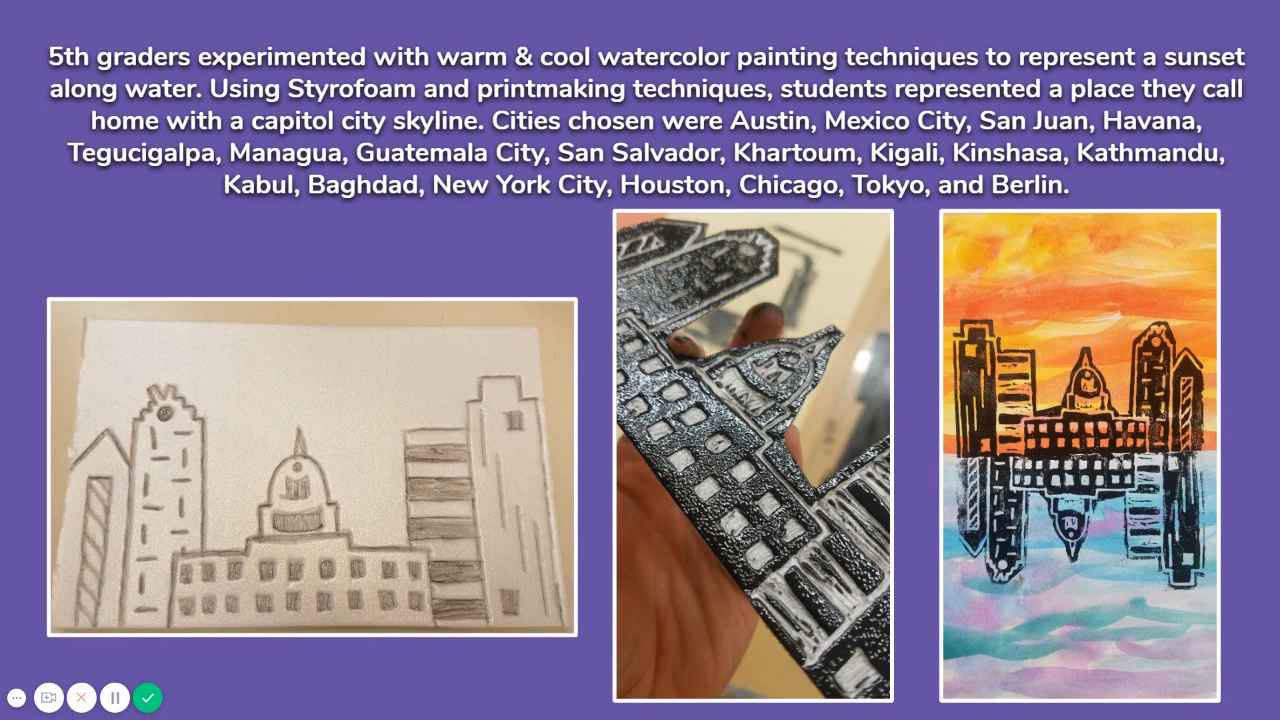 5th graders experimented with warm & cool watercolor painting techniques to represent a sunset
along water. Using Styrofoam and printmaking techniques, students represented a place they call
home with a capitol city skyline. Cities chosen were Austin, Mexico City, San Juan, Havana,
Tegucigalpa, Managua, Guatemala City, San Salvador, Khartoum, Kigali, Kinshasa, Kathmandu,
Kabul, Baghdad, New York City, Houston, Chicago, Tokyo, and Berlin.